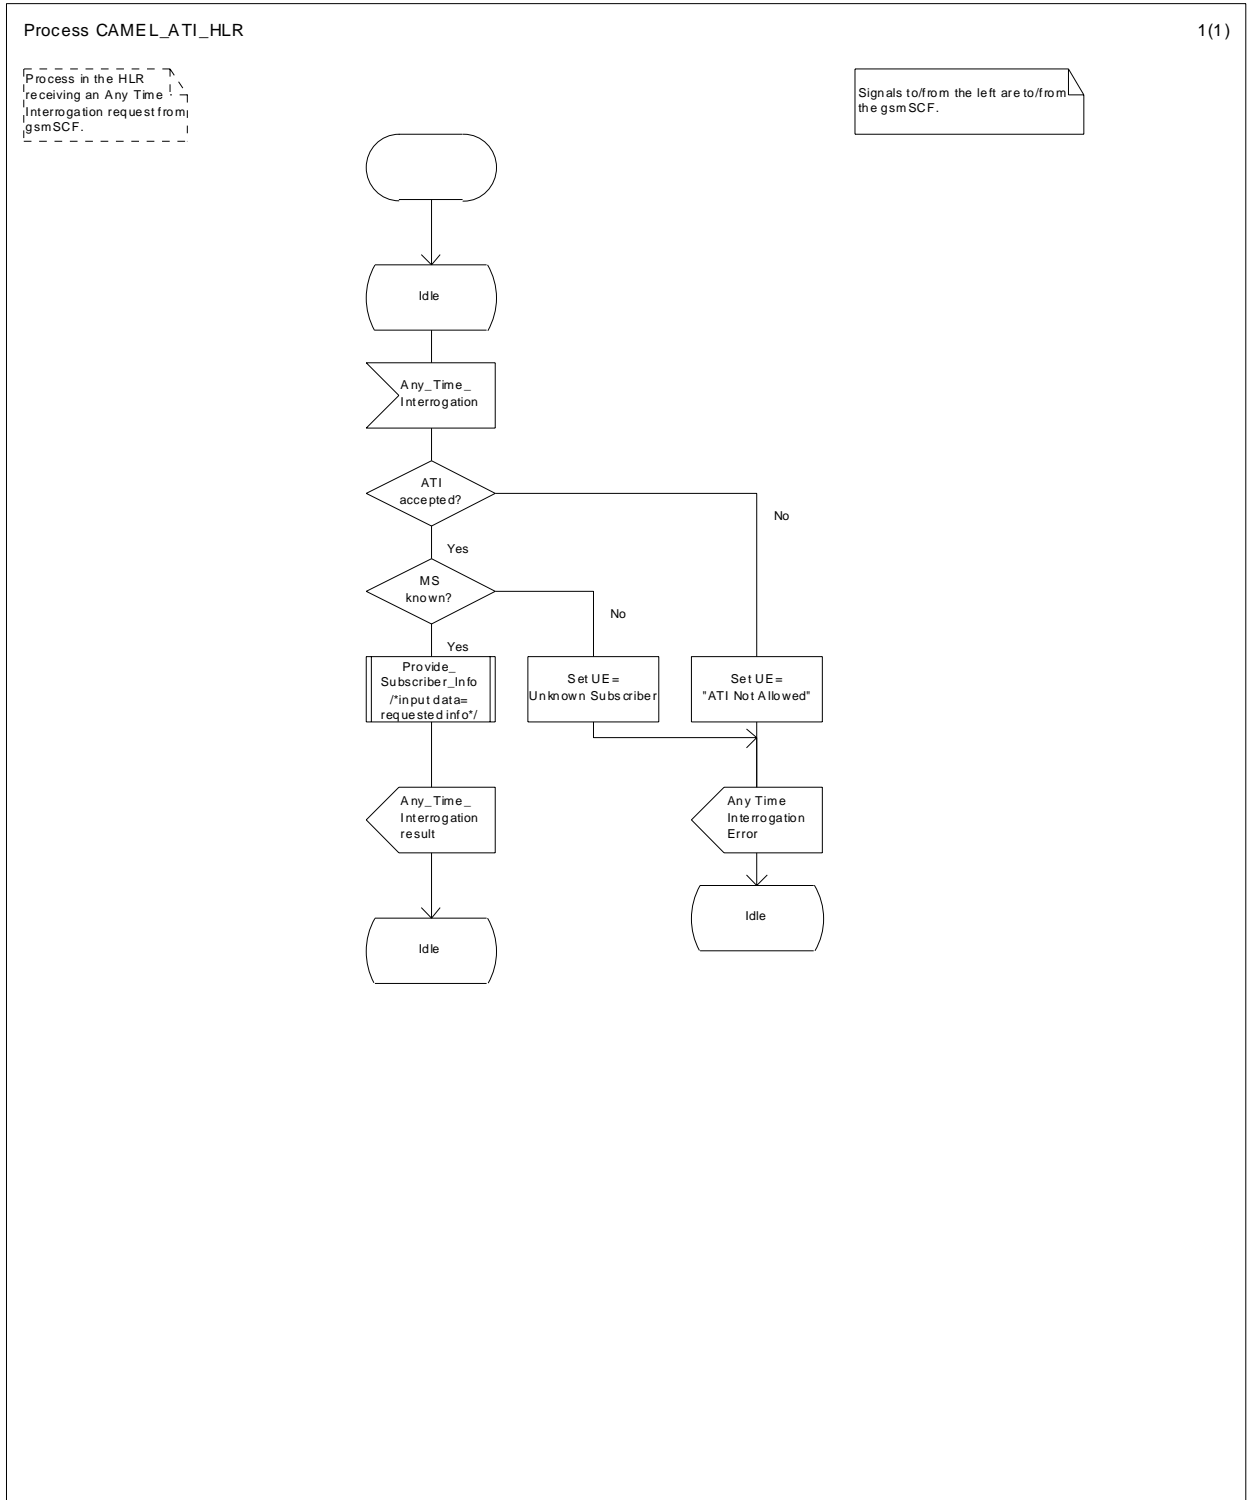 Process CAMEL_ATI_HLR
1(1)
Process in the HLR
receiving an Any Time
Interrogation request from
gsmSCF.
Signals to/from the left are to/from
the gsmSCF.
Idle
Any_Time_
Interrogation
ATI
accepted?
No
Yes
MS
known?
No
Yes
Provide_
Subscriber_Info
/*input data=
requested info*/
Set UE=
Unknown Subscriber
Set UE=
"ATI Not Allowed"
Any_Time_
Interrogation
result
Any Time
Interrogation
Error
Idle
Idle